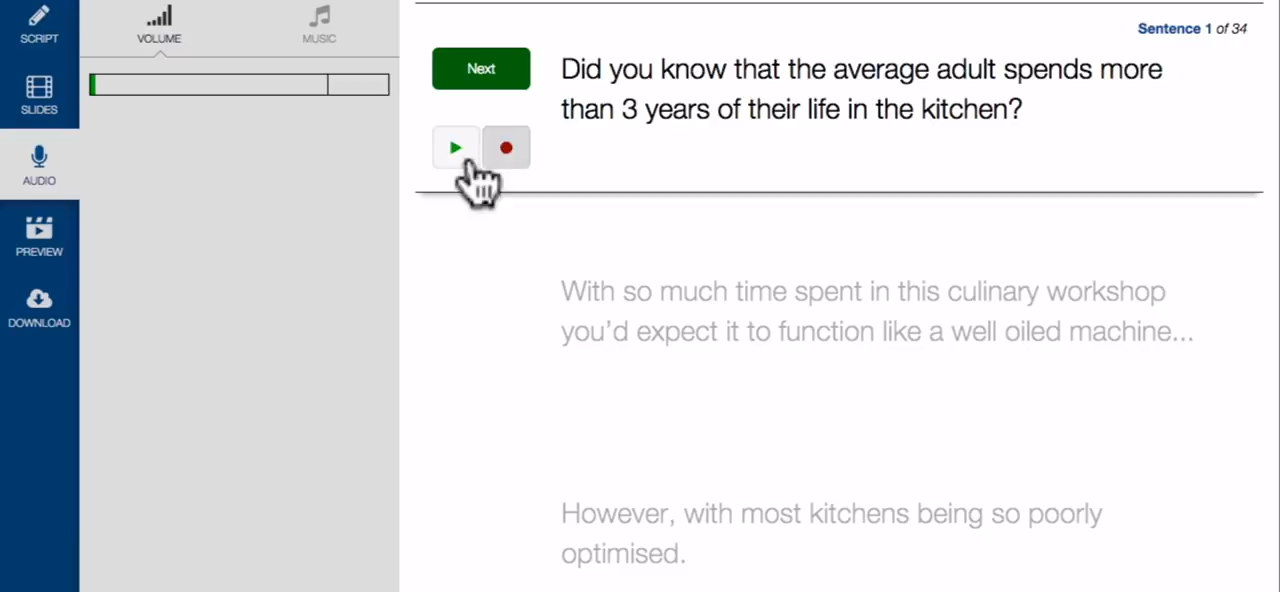 SCRIPT
SLIDES
AUDIO
PREVIEW
DOWNLOAD
VOLUME
MUSIC
Sentence 1 of 34
Next
Did you know that the average adult spends more
than 3 years of their life in the kitchen?
With so much time spent in this culinary workshop
you’d expect it to function like a well oiled machine...
However, with most kitchens being so poorly
optimised.